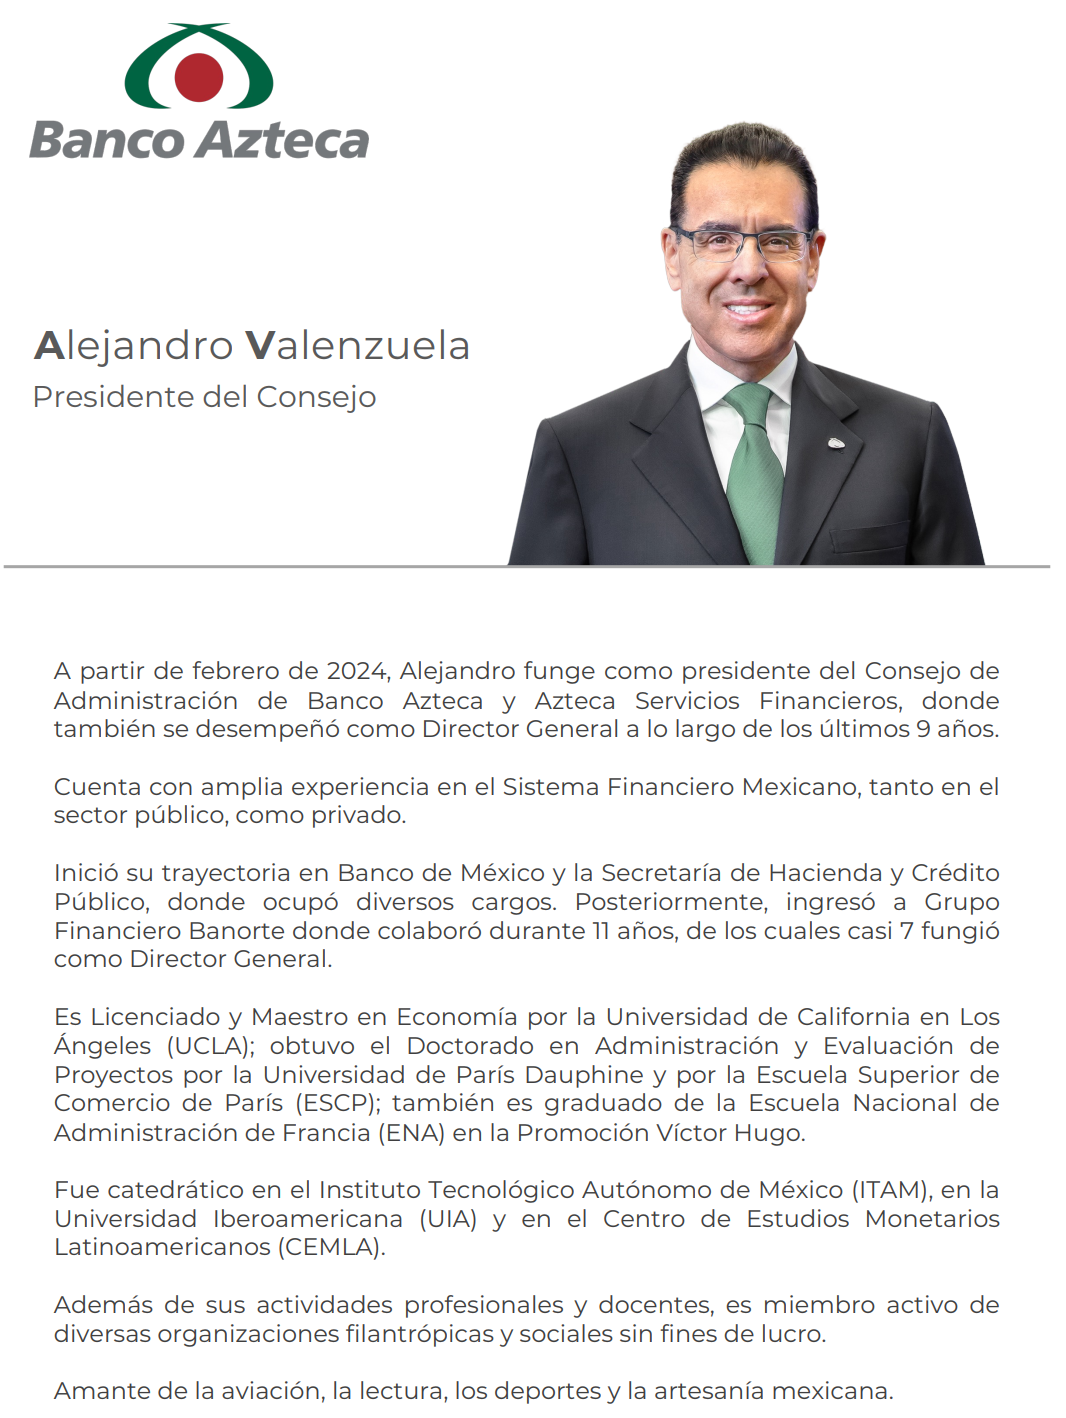 Banco Azteca
Alejandro Valenzuela
Presidente del Consejo
A partir de febrero de 2024, Alejandro funge como presidente del Consejo de
Administración de Banco Azteca y Azteca Servicios Financieros, donde
también se desempeñó como Director General a lo largo de los últimos 9 años.
Cuenta con amplia experiencia en el Sistema Financiero Mexicano, tanto en el
sector público, como privado.
Inició su trayectoria en Banco de México y la Secretaría de Hacienda y Crédito
Público, donde ocupó diversos cargos. Posteriormente, ingresó a Grupo
Financiero Banorte donde colaboró durante 11 años, de los cuales casi 7 fungió
como Director General.
Es Licenciado y Maestro en Economía por la Universidad de California en Los
Ángeles (UCLA); obtuvo el Doctorado en Administración y Evaluación de
Proyectos por la Universidad de París Dauphine y por la Escuela Superior de
Comercio de París (ESCP); también es graduado de la Escuela Nacional de
Administración de Francia (ENA) en la Promoción Víctor Hugo.
Fue catedrático en el Instituto Tecnológico Autónomo de México (ITAM), en la
Universidad Iberoamericana (UIA) y en el Centro de Estudios Monetarios
Latinoamericanos (CEMLA).
Además de sus actividades profesionales y docentes, es miembro activo de
diversas organizaciones filantrópicas y sociales sin fines de lucro.
Amante de la aviación, la lectura, los deportes y la artesanía mexicana.